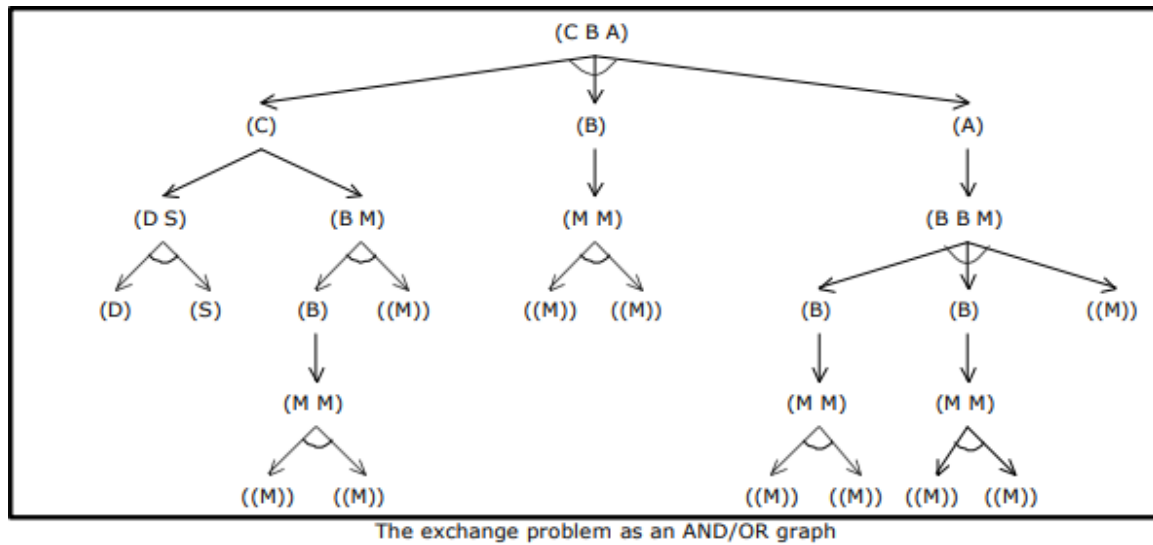 (C B A)
(C) (B) (A)
(D S) (B M) (M M) (B B M)
(D) (S) (B) ((M)) ((M)) ((M)) (B) (B) ((M))
(M M) (M M) (M M)
((M)) ((M)) ((M)) ((M)) ((M)) ((M))
The exchange problem as an AND/OR graph